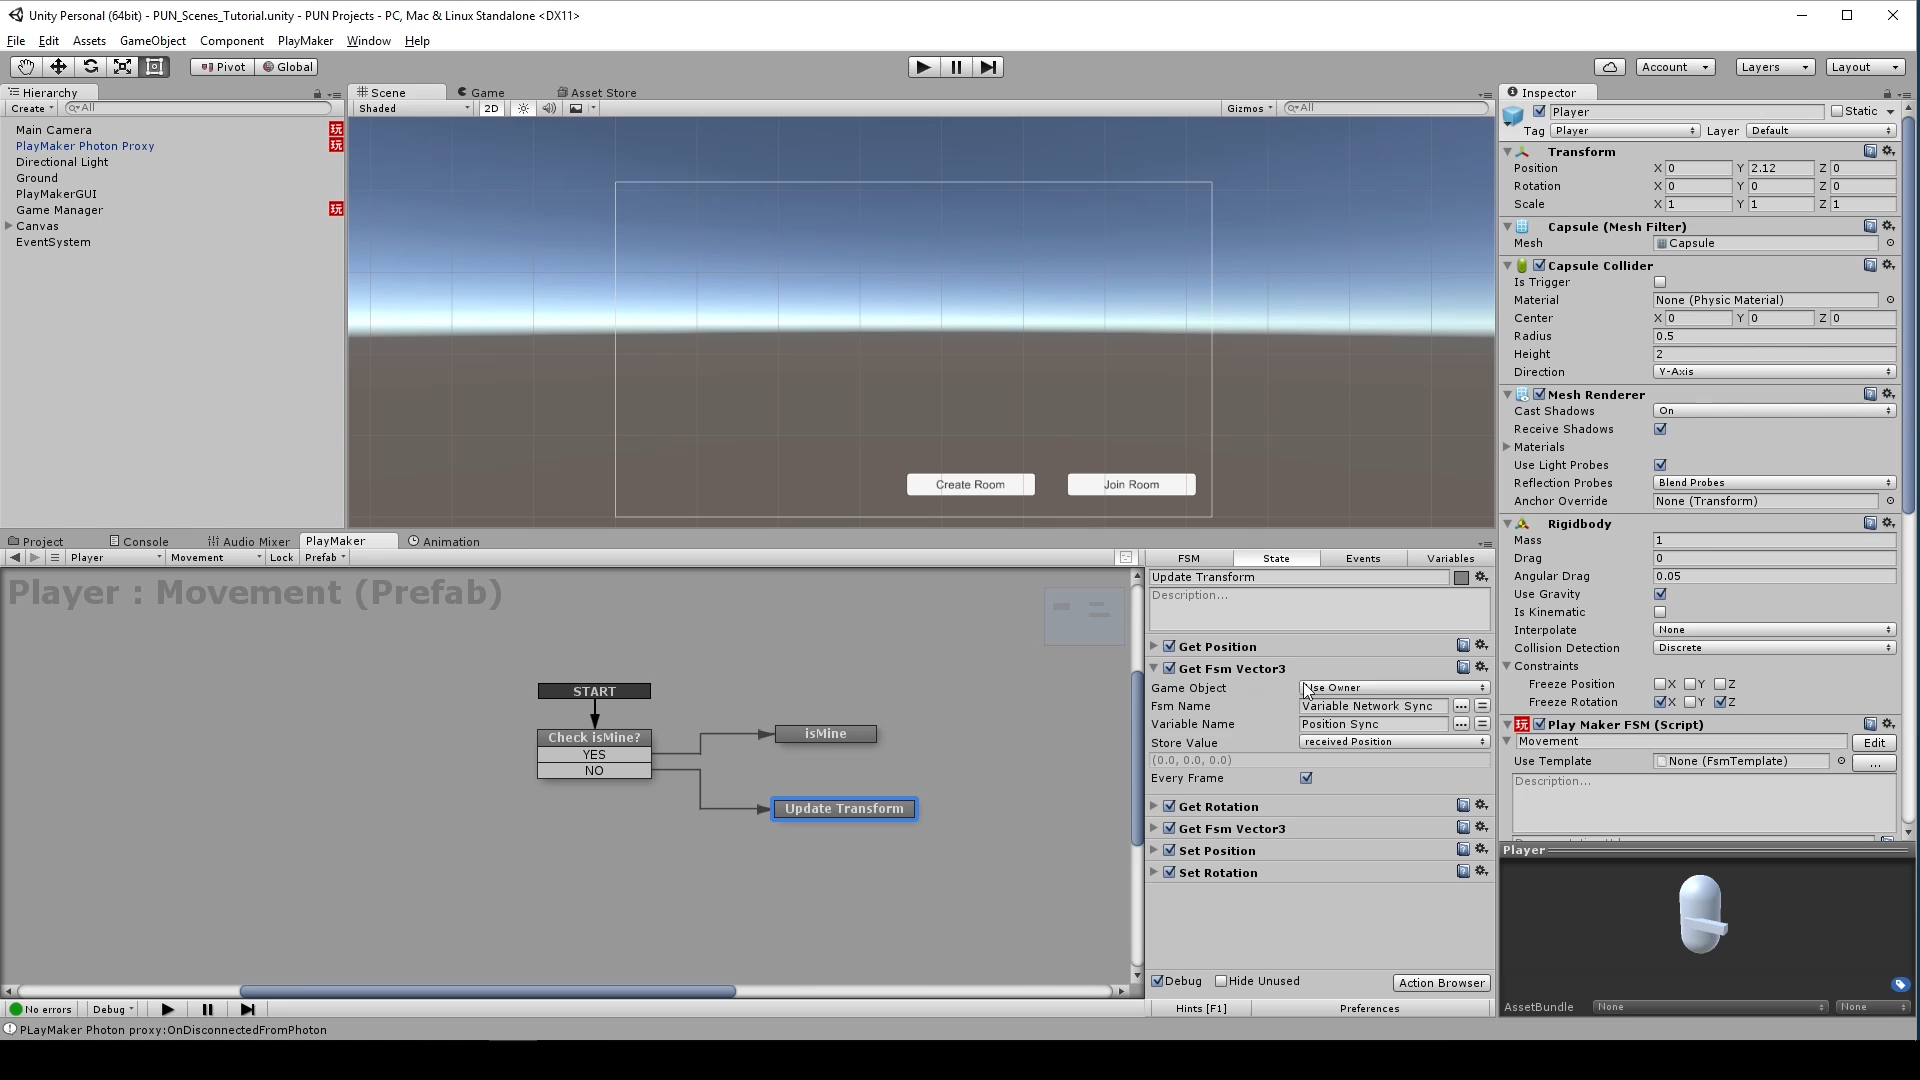 Unity Personal (64bit) - PUN_Scenes_Tutorial.unity - PUN Projects - PC, Mac & Linux Standalone <DX11>
File Edit Assets GameObject Component PlayMaker Window Help
Pivot Global Account Layers Layout
Hierarchy
Create All
Main Camera 玩
PlayMaker Photon Proxy 玩
Directional Light
Ground
PlayMakerGUI
Game Manager 玩
Canvas
EventSystem
Scene Game Asset Store
Shaded 2D Gizmos All
Create Room Join Room
Project Console Audio Mixer PlayMaker Animation
Player Movement Lock Prefab
Player : Movement (Prefab)
START
Check isMine?
YES
NO
isMine
Update Transform
No errors Debug
PLayMaker Photon proxy:OnDisconnectedFromPhoton
FSM State Events Variables
Update Transform
Description...
Get Position
Get Fsm Vector3
Game Object Use Owner
Fsm Name Variable Network Sync
Variable Name Position Sync
Store Value received Position
(0.0, 0.0, 0.0)
Every Frame
Get Rotation
Get Fsm Vector3
Set Position
Set Rotation
Debug Hide Unused Action Browser
Hints [F1] Preferences
Inspector
Player Static
Tag Player Layer Default
Transform
Position X 0 Y 2.12 Z 0
Rotation X 0 Y 0 Z 0
Scale X 1 Y 1 Z 1
Capsule (Mesh Filter)
Mesh Capsule
Capsule Collider
Is Trigger
Material None (Physic Material)
Center X 0 Y 0 Z 0
Radius 0.5
Height 2
Direction Y-Axis
Mesh Renderer
Cast Shadows On
Receive Shadows
Materials
Use Light Probes
Reflection Probes Blend Probes
Anchor Override None (Transform)
Rigidbody
Mass 1
Drag 0
Angular Drag 0.05
Use Gravity
Is Kinematic
Interpolate None
Collision Detection Discrete
Constraints
Freeze Position X Y Z
Freeze Rotation X Y Z
玩 Play Maker FSM (Script)
Movement Edit
Use Template None (FsmTemplate) ...
Description...
Player
AssetBundle None None